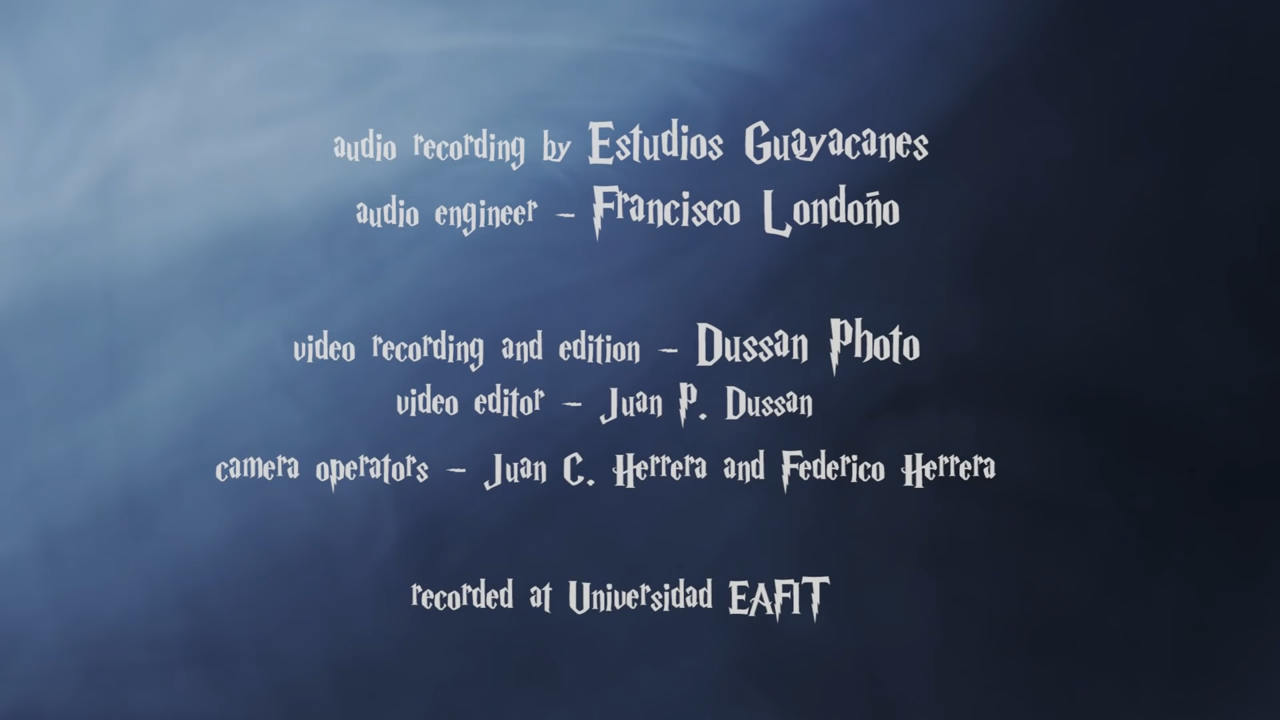 audio recording by Estudios Guayacanes
audio engineer – Francisco Londoño
video recording and edition – Dussan Photo
video editor – Juan P. Dussan
camera operators – Juan C. Herrera and Federico Herrera
recorded at Universidad EAFIT